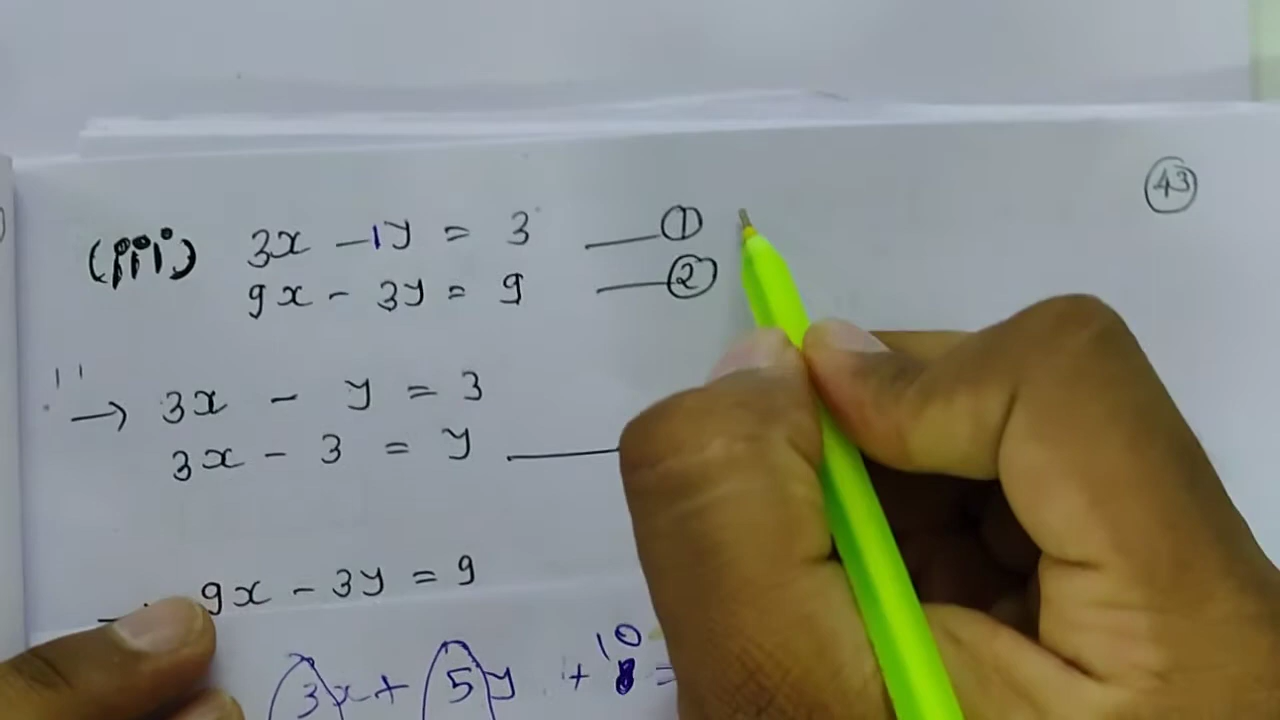 43
(iii) 3x - 1y = 3 —— ①
9x - 3y = 9 —— ②
→ 3x - y = 3
3x - 3 = y ——
9x - 3y = 9
3x + 5y + 10 =